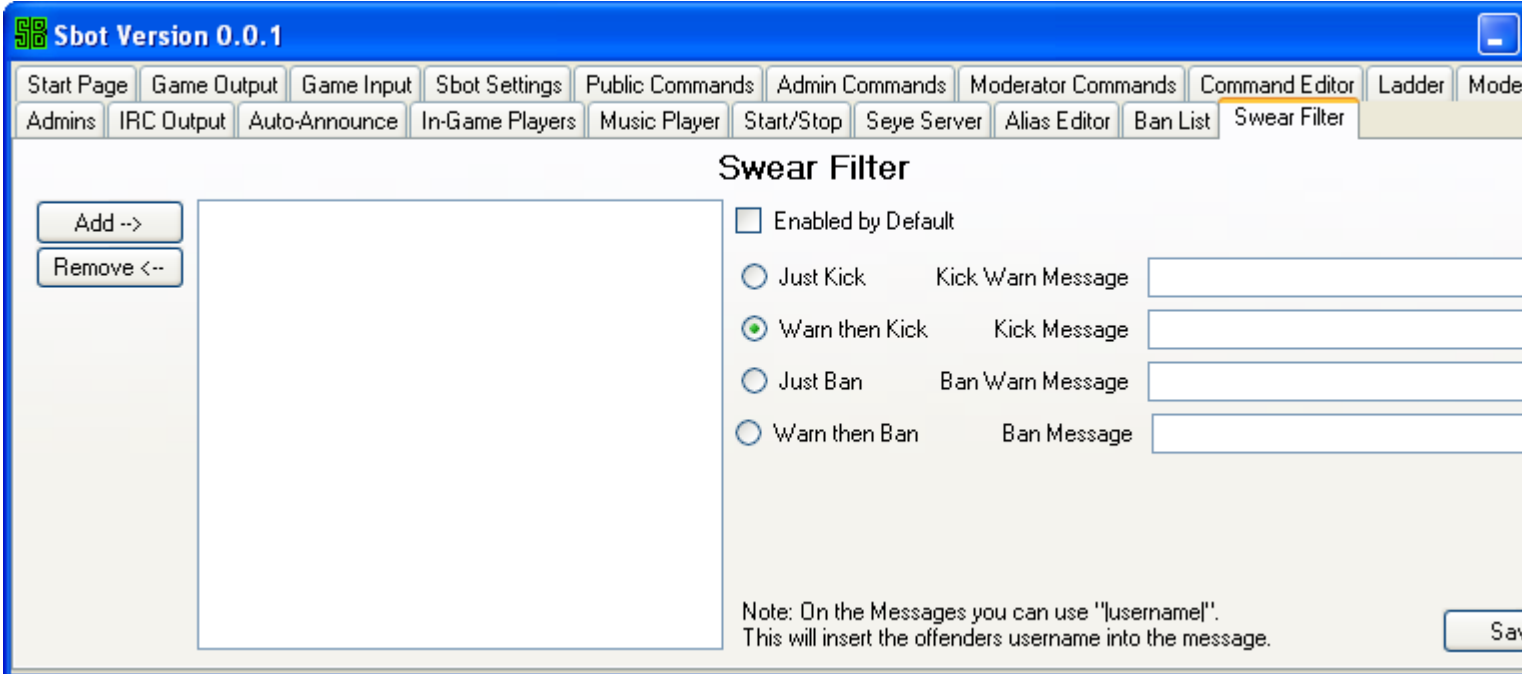 SB Sbot Version 0.0.1
Start Page Game Output Game Input Sbot Settings Public Commands Admin Commands Moderator Commands Command Editor Ladder Mode
Admins IRC Output Auto-Announce In-Game Players Music Player Start/Stop Seye Server Alias Editor Ban List Swear Filter
Swear Filter
Add -->
Remove <--
Enabled by Default
Just Kick Kick Warn Message
Warn then Kick Kick Message
Just Ban Ban Warn Message
Warn then Ban Ban Message
Note: On the Messages you can use "|username|".
This will insert the offenders username into the message.
Sav